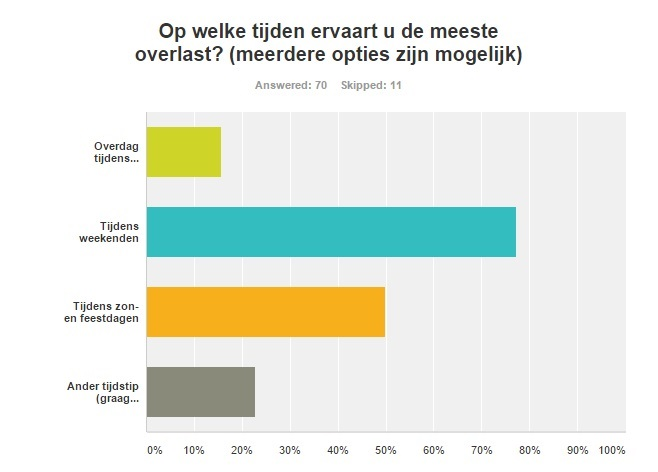 Op welke tijden ervaart u de meeste
overlast? (meerdere opties zijn mogelijk)
Answered: 70 Skipped: 11
Overdag
tijdens...
Tijdens
weekenden
Tijdens zon-
en feestdagen
Ander tijdstip
(graag...
0% 10% 20% 30% 40% 50% 60% 70% 80% 90% 100%